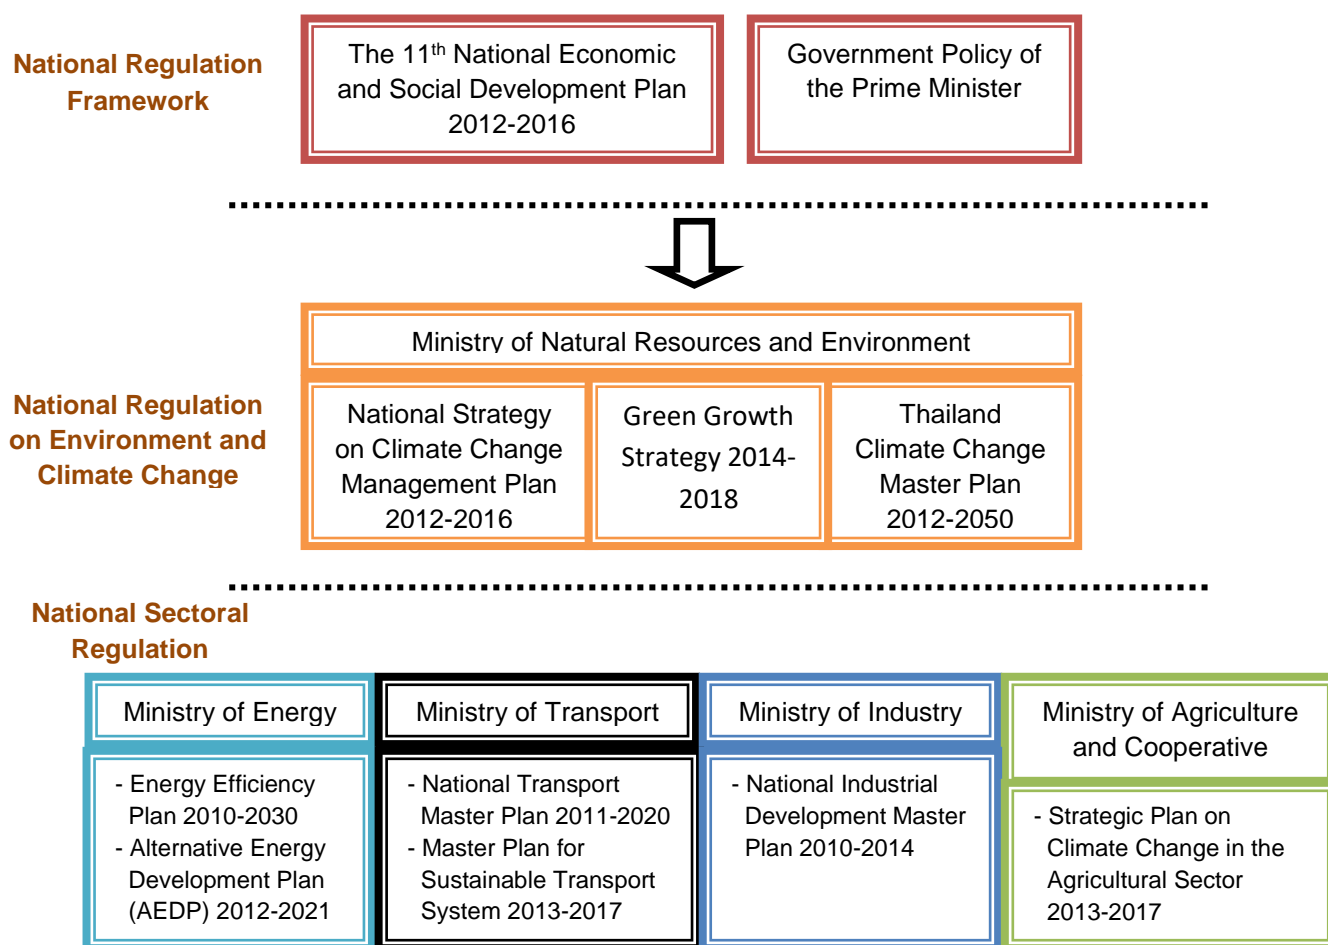 National Regulation
Framework
The 11th National Economic
and Social Development Plan
2012-2016
Government Policy of
the Prime Minister
Ministry of Natural Resources and Environment
National Regulation
on Environment and
Climate Change
National Strategy
on Climate Change
Management Plan
2012-2016
Green Growth
Strategy 2014-
2018
Thailand
Climate Change
Master Plan
2012-2050
National Sectoral
Regulation
Ministry of Energy
- Energy Efficiency
Plan 2010-2030
- Alternative Energy
Development Plan
(AEDP) 2012-2021
Ministry of Transport
- National Transport
Master Plan 2011-2020
- Master Plan for
Sustainable Transport
System 2013-2017
Ministry of Industry
- National Industrial
Development Master
Plan 2010-2014
Ministry of Agriculture
and Cooperative
- Strategic Plan on
Climate Change in the
Agricultural Sector
2013-2017